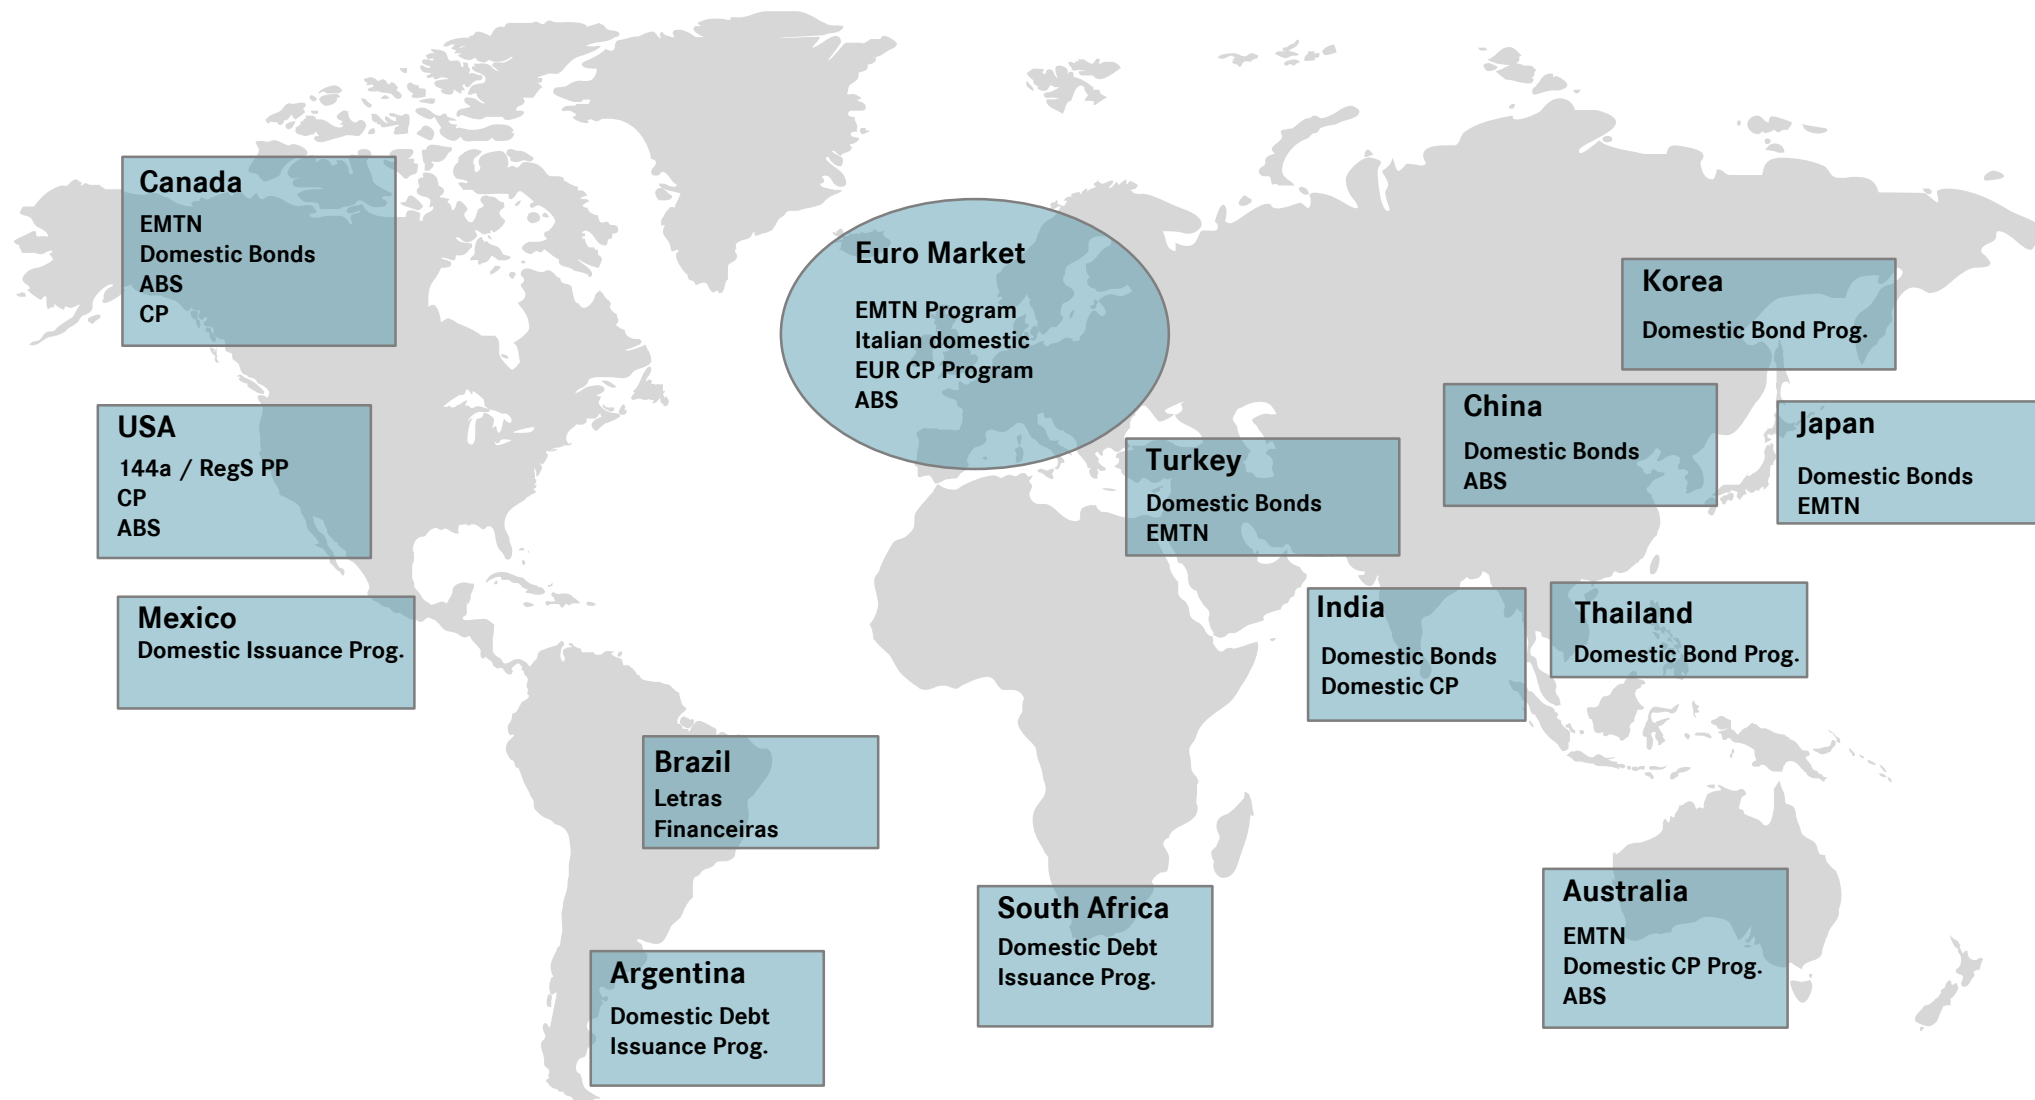 Canada
EMTN
Domestic Bonds
ABS
CP
USA
144a / RegS PP
CP
ABS
Mexico
Domestic Issuance Prog.
Brazil
Letras
Financeiras
Argentina
Domestic Debt
Issuance Prog.
Euro Market
EMTN Program
Italian domestic
EUR CP Program
ABS
South Africa
Domestic Debt
Issuance Prog.
Turkey
Domestic Bonds
EMTN
India
Domestic Bonds
Domestic CP
Korea
Domestic Bond Prog.
China
Domestic Bonds
ABS
Japan
Domestic Bonds
EMTN
Thailand
Domestic Bond Prog.
Australia
EMTN
Domestic CP Prog.
ABS